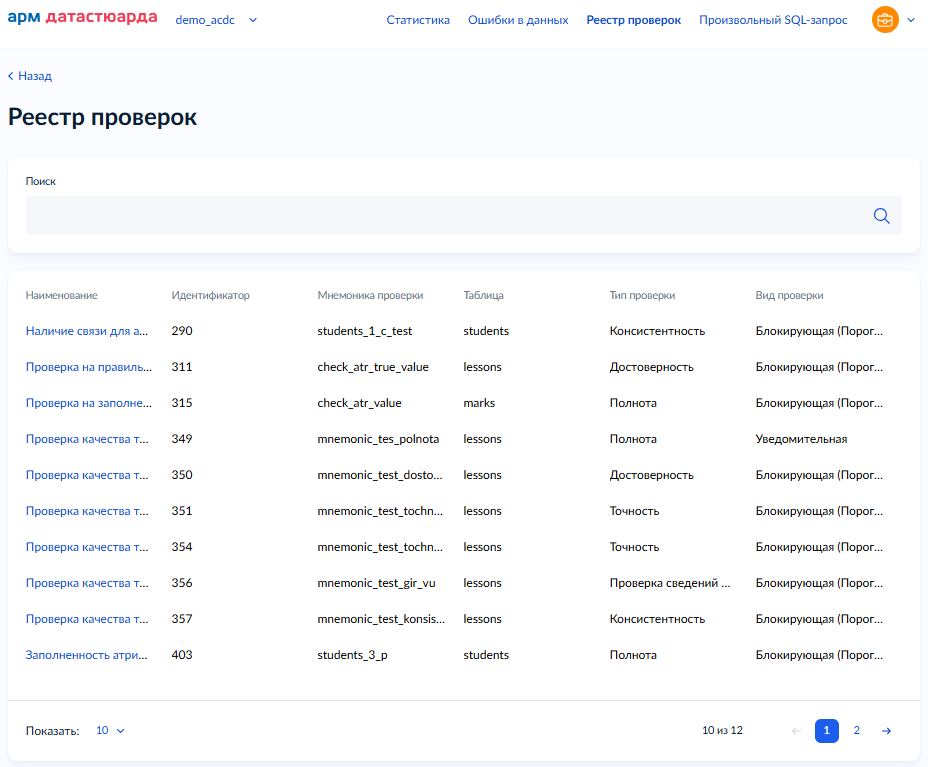 арм датастюарда demo_acdc Статистика Ошибки в данных Реестр проверок Произвольный SQL-запрос
Назад
Реестр проверок
Поиск
Наименование Идентификатор Мнемоника проверки Таблица Тип проверки Вид проверки
Наличие связи для а... 290 students_1_c_test students Консистентность Блокирующая (Порог...
Проверка на правиль... 311 check_atr_true_value lessons Достоверность Блокирующая (Порог...
Проверка на заполне... 315 check_atr_value marks Полнота Блокирующая (Порог...
Проверка качества т... 349 mnemonic_tes_polnota lessons Полнота Уведомительная
Проверка качества т... 350 mnemonic_test_dosto... lessons Достоверность Блокирующая (Порог...
Проверка качества т... 351 mnemonic_test_tochn... lessons Точность Блокирующая (Порог...
Проверка качества т... 354 mnemonic_test_tochn... lessons Точность Блокирующая (Порог...
Проверка качества т... 356 mnemonic_test_gir_vu lessons Проверка сведений ... Блокирующая (Порог...
Проверка качества т... 357 mnemonic_test_konsis... lessons Консистентность Блокирующая (Порог...
Заполненность атри... 403 students_3_p students Полнота Блокирующая (Порог...
Показать: 10 10 из 12 1 2